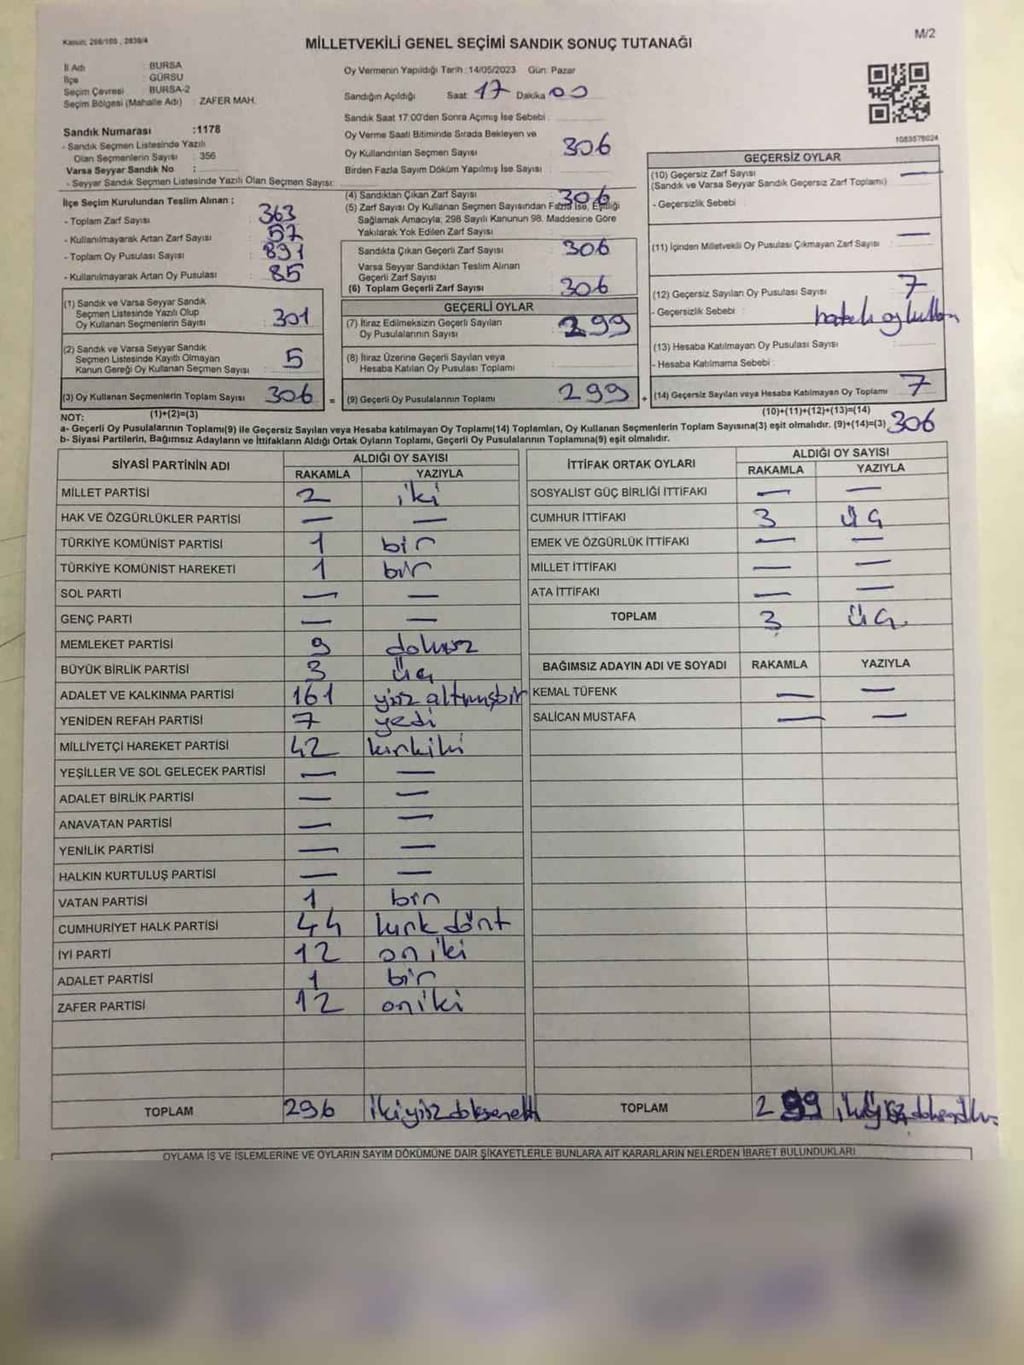 Kanun; 298/105 , 2839/4
MİLLETVEKİLİ GENEL SEÇİMİ SANDIK SONUÇ TUTANAĞI
M/2
İl Adı : BURSA
İlçe : GÜRSU
Seçim Çevresi : BURSA-2
Seçim Bölgesi (Mahalle Adı) : ZAFER MAH.
Sandık Numarası :1178
- Sandık Seçmen Listesinde Yazılı
Olan Seçmenlerin Sayısı : 356
Varsa Seyyar Sandık No :
- Seyyar Sandık Seçmen Listesinde Yazılı Olan Seçmen Sayısı:
Oy Vermenin Yapıldığı Tarih :14/05/2023 Gün: Pazar
Sandığın Açıldığı Saat 17 Dakika 00
Sandık Saat 17:00'den Sonra Açımış İse Sebebi :
Oy Verme Saati Bitiminde Sırada Bekleyen ve
Oy Kullandırılan Seçmen Sayısı 306
Birden Fazla Sayım Döküm Yapılmış İse Sayısı :
İlçe Seçim Kurulundan Teslim Alınan ;
- Toplam Zarf Sayısı : 363
- Kullanılmayarak Artan Zarf Sayısı : 57
- Toplam Oy Pusulası Sayısı : 891
- Kullanılmayarak Artan Oy Pusulası : 85
(1) Sandık ve Varsa Seyyar Sandık
Seçmen Listesinde Yazılı Olup
Oy Kullanan Seçmenlerin Sayısı 301
(2) Sandık ve Varsa Seyyar Sandık
Seçmen Listesinde Kayıtlı Olmayan
Kanun Gereği Oy Kullanan Seçmen Sayısı 5
(3) Oy Kullanan Seçmenlerin Toplam Sayısı 306 =
(1)+(2)=(3)
(4) Sandıktan Çıkan Zarf Sayısı 306
(5) Zarf Sayısı Oy Kullanan Seçmen Sayısından Fazla İse, Eşitliği
Sağlamak Amacıyla, 298 Sayılı Kanunun 98. Maddesine Göre
Yakılarak Yok Edilen Zarf Sayısı :
Sandıkta Çıkan Geçerli Zarf Sayısı 306
Varsa Seyyar Sandıktan Teslim Alınan
Geçerli Zarf Sayısı
(6) Toplam Geçerli Zarf Sayısı 306
GEÇERLİ OYLAR
(7) İtiraz Edilmeksizin Geçerli Sayılan
Oy Pusulalarının Sayısı 299
(8) İtiraz Üzerine Geçerli Sayılan veya
Hesaba Katılan Oy Pusulası Toplamı
(9) Geçerli Oy Pusulalarının Toplamı 299 +
1083578024
GEÇERSİZ OYLAR
(10) Geçersiz Zarf Sayısı —
(Sandık ve Varsa Seyyar Sandık Geçersiz Zarf Toplamı)
- Geçersizlik Sebebi :
(11) İçinden Milletvekili Oy Pusulası Çıkmayan Zarf Sayısı —
(12) Geçersiz Sayılan Oy Pusulası Sayısı 7
- Geçersizlik Sebebi : hatalı oy
(13) Hesaba Katılmayan Oy Pusulası Sayısı
- Hesaba Katılmama Sebebi :
(14) Geçersiz Sayılan veya Hesaba Katılmayan Oy Toplamı 7
(10)+(11)+(12)+(13)=(14)
NOT:
a- Geçerli Oy Pusulalarının Toplamı(9) ile Geçersiz Sayılan veya Hesaba katılmayan Oy Toplamı(14) Toplamları, Oy Kullanan Seçmenlerin Toplam Sayısına(3) eşit olmalıdır. (9)+(14)=(3) 306
b- Siyasi Partilerin, Bağımsız Adayların ve İttifakların Aldığı Ortak Oyların Toplamı, Geçerli Oy Pusulalarının Toplamına(9) eşit olmalıdır.
SİYASİ PARTİNİN ADI ALDIĞI OY SAYISI
RAKAMLA YAZIYLA
MİLLET PARTİSİ 2 iki
HAK VE ÖZGÜRLÜKLER PARTİSİ — —
TÜRKİYE KOMÜNİST PARTİSİ 1 bir
TÜRKİYE KOMÜNİST HAREKETİ 1 bir
SOL PARTİ — —
GENÇ PARTİ — —
MEMLEKET PARTİSİ 9 dokuz
BÜYÜK BİRLİK PARTİSİ 3 üç
ADALET VE KALKINMA PARTİSİ 161 yüz altmışbir
YENİDEN REFAH PARTİSİ 7 yedi
MİLLİYETÇİ HAREKET PARTİSİ 42 kırkiki
YEŞİLLER VE SOL GELECEK PARTİSİ — —
ADALET BİRLİK PARTİSİ — —
ANAVATAN PARTİSİ — —
YENİLİK PARTİSİ — —
HALKIN KURTULUŞ PARTİSİ — —
VATAN PARTİSİ 1 bir
CUMHURİYET HALK PARTİSİ 44 kırk dört
İYİ PARTİ 12 on iki
ADALET PARTİSİ 1 bir
ZAFER PARTİSİ 12 oniki
TOPLAM 296 ikiyüzdoksanaltı
İTTİFAK ORTAK OYLARI ALDIĞI OY SAYISI
RAKAMLA YAZIYLA
SOSYALİST GÜÇ BİRLİĞİ İTTİFAKI — —
CUMHUR İTTİFAKI 3 üç
EMEK VE ÖZGÜRLÜK İTTİFAKI — —
MİLLET İTTİFAKI — —
ATA İTTİFAKI — —
TOPLAM 3 üç
BAĞIMSIZ ADAYIN ADI VE SOYADI RAKAMLA YAZIYLA
KEMAL TÜFENK — —
SALİCAN MUSTAFA — —
TOPLAM 299
OYLAMA İŞ VE İŞLEMLERİNE VE OYLARIN SAYIM DÖKÜMÜNE DAİR ŞİKAYETLERLE BUNLARA AİT KARARLARIN NELERDEN İBARET BULUNDUKLARI